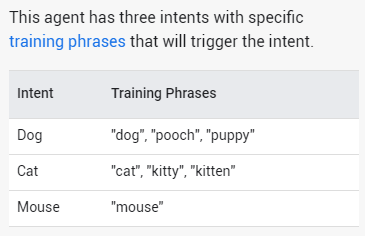 This agent has three intents with specific
training phrases that will trigger the intent.
Intent Training Phrases
Dog "dog", "pooch", "puppy"
Cat "cat", "kitty", "kitten"
Mouse "mouse"